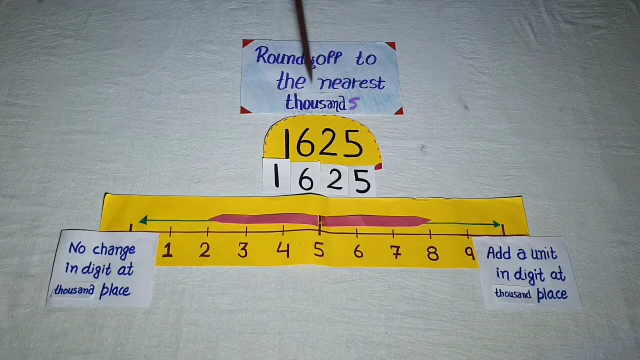 Round off to
the nearest
thousands
1625
1 6 2 5
1 2 3 4 5 6 7 8 9
No change
in digit at
thousand place
Add a unit
in digit at
thousand place